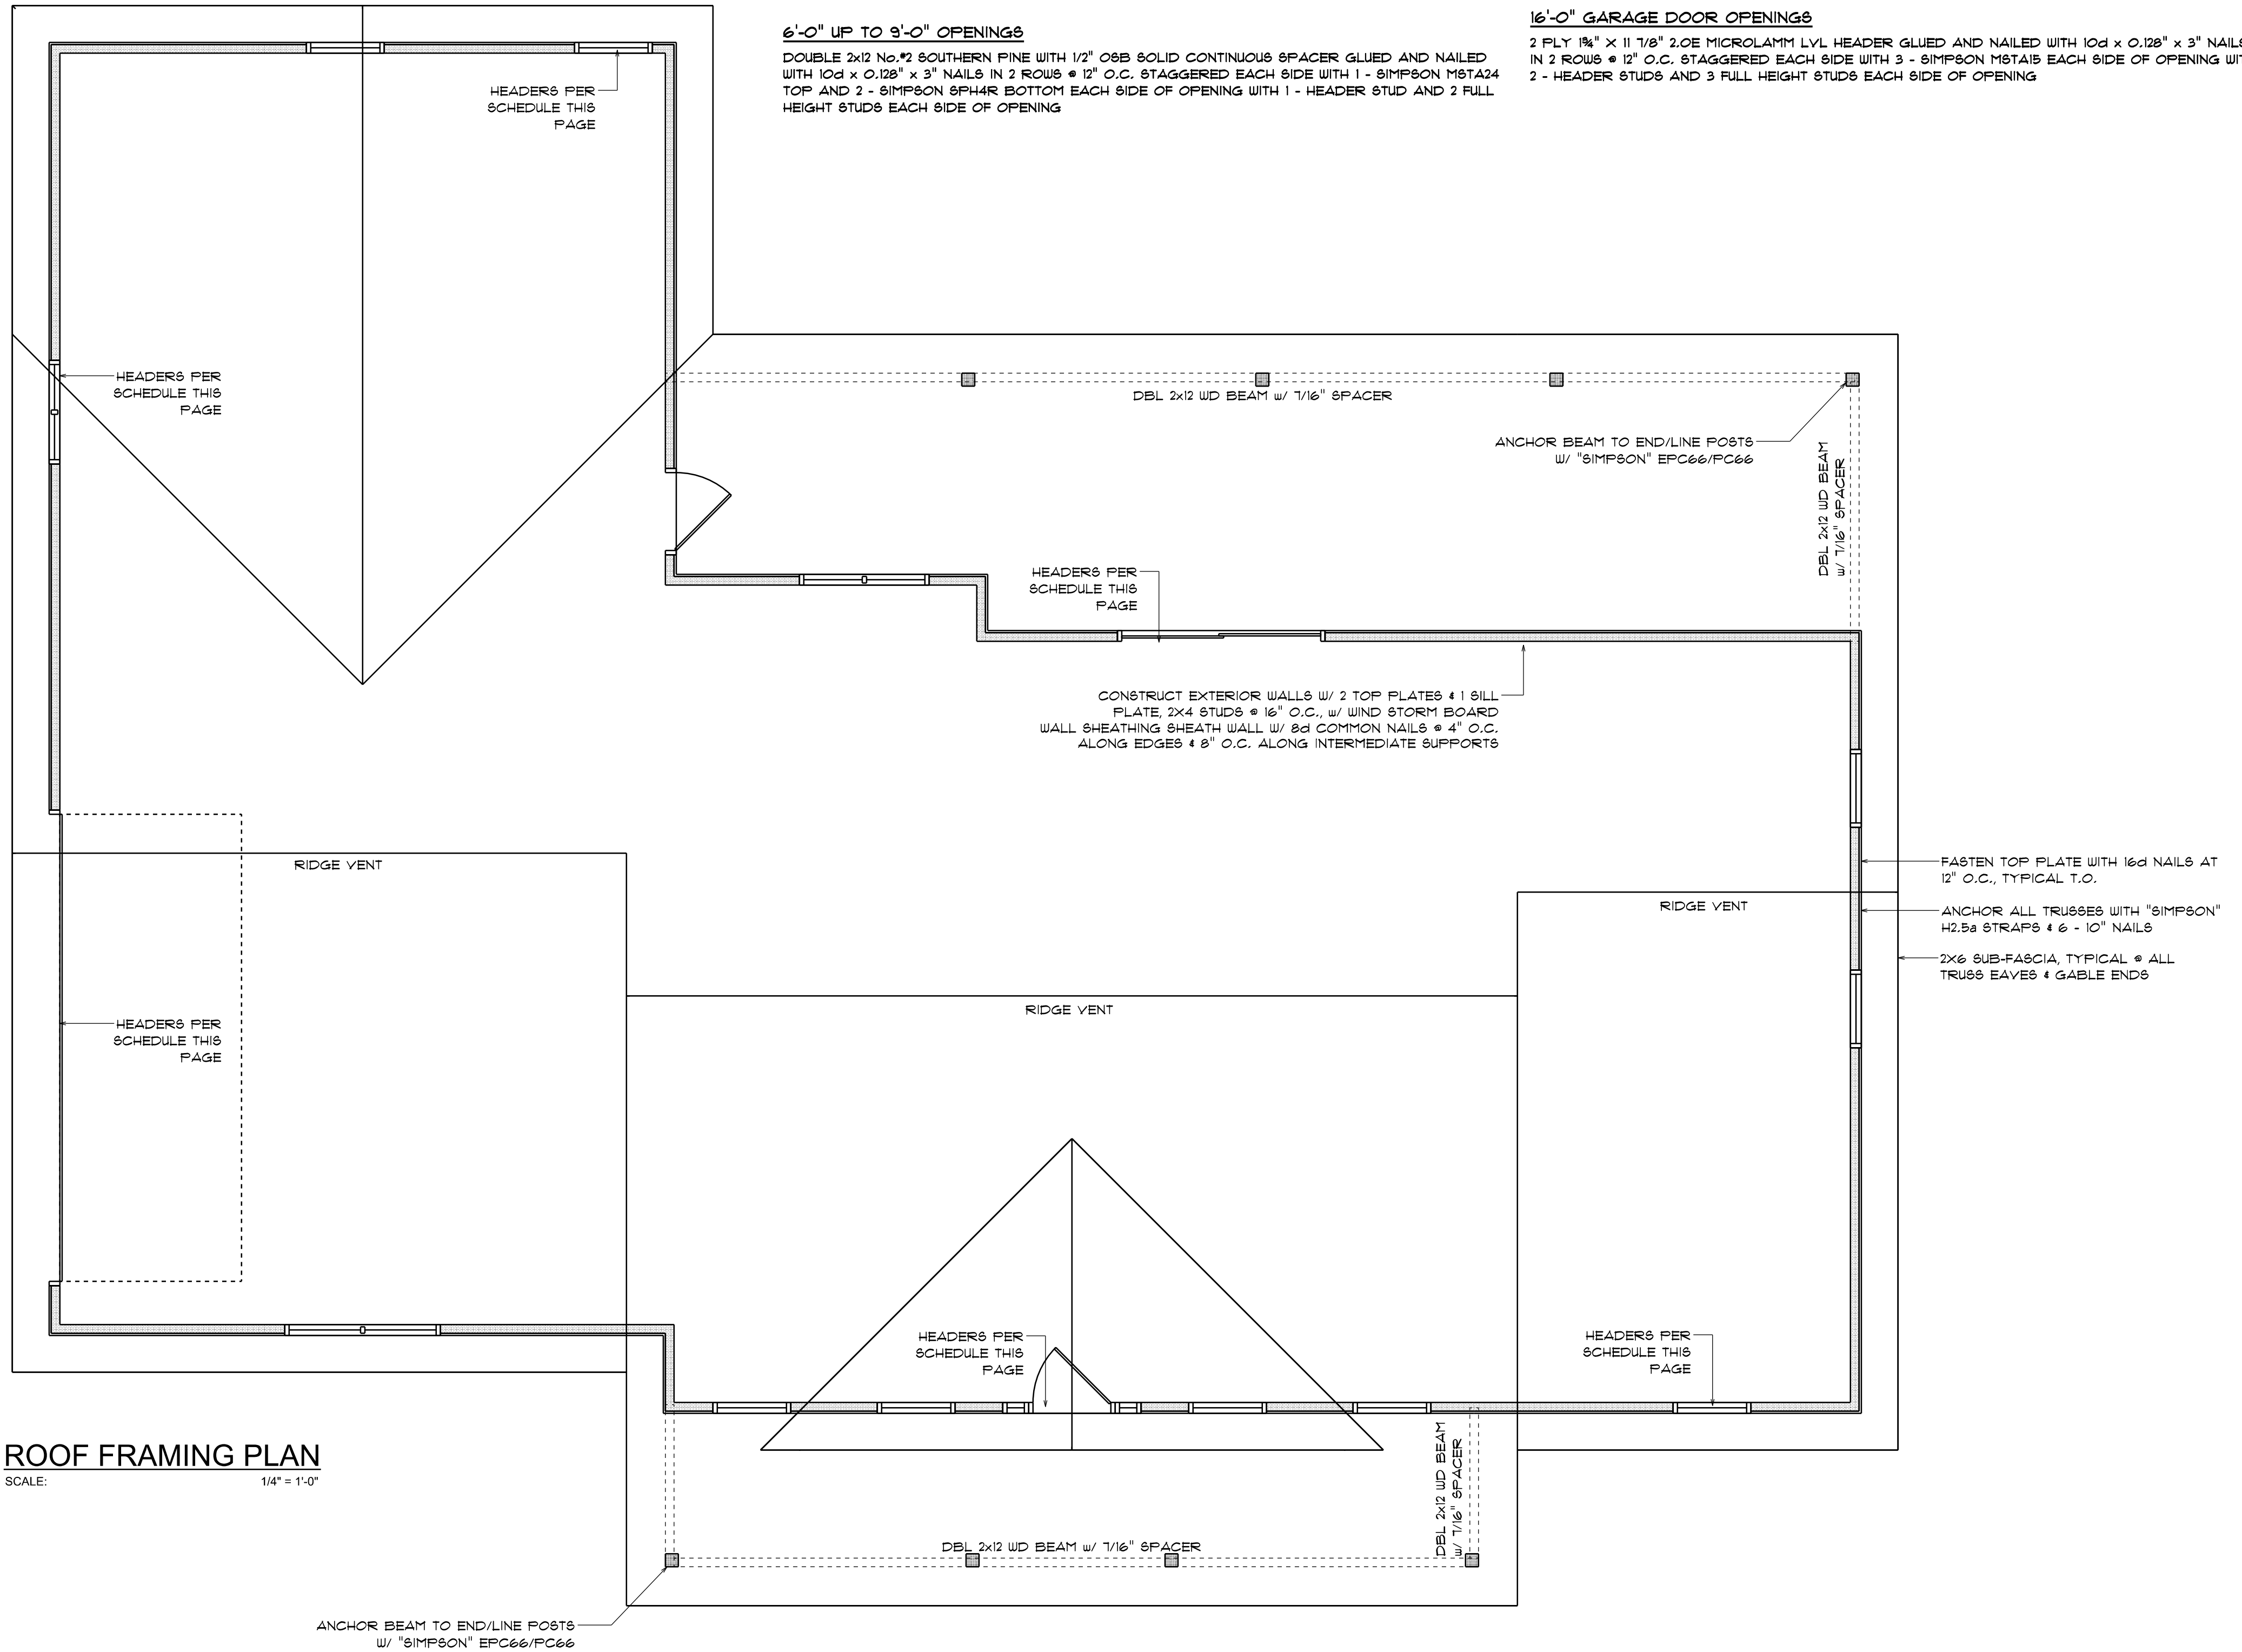 6'-0" UP TO 9'-0" OPENINGS
DOUBLE 2x12 No.#2 SOUTHERN PINE WITH 1/2" OSB SOLID CONTINUOUS SPACER GLUED AND NAILED
WITH 10d x 0.128" x 3" NAILS IN 2 ROWS @ 12" O.C. STAGGERED EACH SIDE WITH 1 - SIMPSON MSTA24
TOP AND 2 - SIMPSON SPH4R BOTTOM EACH SIDE OF OPENING WITH 1 - HEADER STUD AND 2 FULL
HEIGHT STUDS EACH SIDE OF OPENING
16'-0" GARAGE DOOR OPENINGS
2 PLY 1¾" X 11 7/8" 2.0E MICROLAMM LVL HEADER GLUED AND NAILED WITH 10d x 0.128" x 3" NAILS
IN 2 ROWS @ 12" O.C. STAGGERED EACH SIDE WITH 3 - SIMPSON MSTA15 EACH SIDE OF OPENING
2 - HEADER STUDS AND 3 FULL HEIGHT STUDS EACH SIDE OF OPENING
HEADERS PER
SCHEDULE THIS
PAGE
HEADERS PER
SCHEDULE THIS
PAGE
DBL 2x12 WD BEAM w/ 7/16" SPACER
ANCHOR BEAM TO END/LINE POSTS
W/ "SIMPSON" EPC66/PC66
DBL 2x12 WD BEAM
w/ 7/16" SPACER
HEADERS PER
SCHEDULE THIS
PAGE
CONSTRUCT EXTERIOR WALLS W/ 2 TOP PLATES & 1 SILL
PLATE, 2X4 STUDS @ 16" O.C., w/ WIND STORM BOARD
WALL SHEATHING SHEATH WALL W/ 8d COMMON NAILS @ 4" O.C.
ALONG EDGES & 8" O.C. ALONG INTERMEDIATE SUPPORTS
RIDGE VENT
FASTEN TOP PLATE WITH 16d NAILS AT
12" O.C., TYPICAL T.O.
RIDGE VENT
ANCHOR ALL TRUSSES WITH "SIMPSON"
H2.5a STRAPS & 6 - 10" NAILS
2X6 SUB-FASCIA, TYPICAL @ ALL
TRUSS EAVES & GABLE ENDS
RIDGE VENT
HEADERS PER
SCHEDULE THIS
PAGE
HEADERS PER
SCHEDULE THIS
PAGE
HEADERS PER
SCHEDULE THIS
PAGE
DBL 2x12 WD BEAM
w/ 7/16" SPACER
ROOF FRAMING PLAN
SCALE: 1/4" = 1'-0"
DBL 2x12 WD BEAM w/ 7/16" SPACER
ANCHOR BEAM TO END/LINE POSTS
W/ "SIMPSON" EPC66/PC66